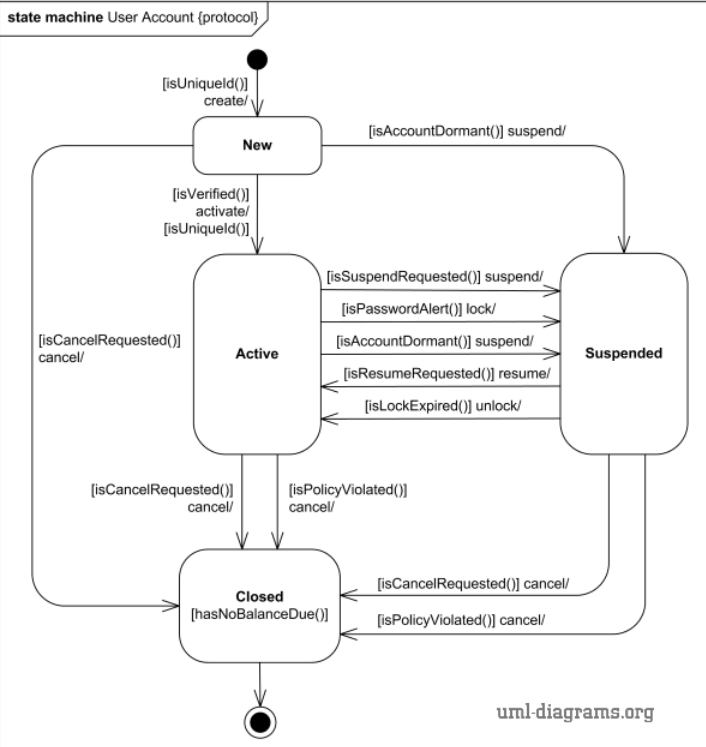 state machine User Account {protocol}
[isUniqueId()]
create/
New
[isAccountDormant()] suspend/
[isVerified()]
activate/
[isUniqueId()]
[isSuspendRequested()] suspend/
[isPasswordAlert()] lock/
[isAccountDormant()] suspend/
[isCancelRequested()]
cancel/
Active
Suspended
[isResumeRequested()] resume/
[isLockExpired()] unlock/
[isCancelRequested()]
cancel/
[isPolicyViolated()]
cancel/
Closed
[hasNoBalanceDue()]
[isCancelRequested()] cancel/
[isPolicyViolated()] cancel/
uml-diagrams.org